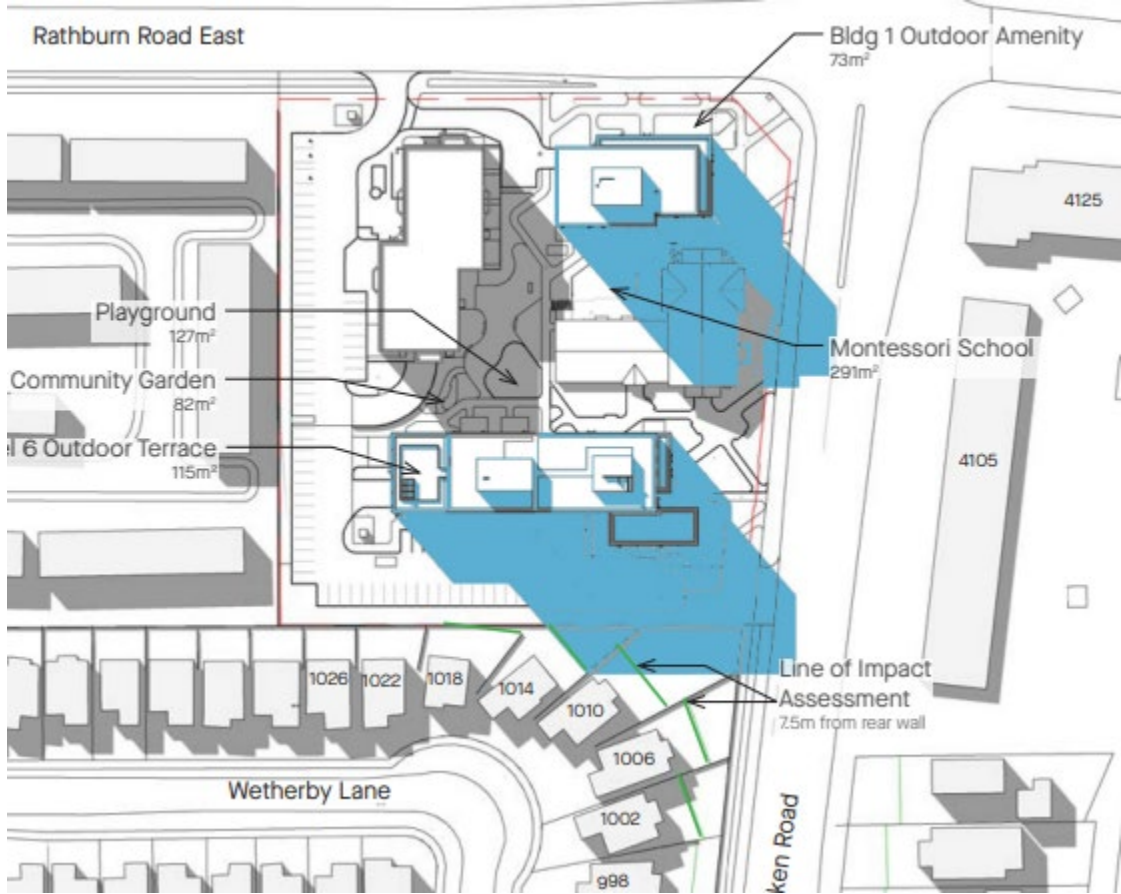 Rathburn Road East
Bldg 1 Outdoor Amenity
73m²
4125
Playground
127m²
Montessori School
291m²
Community Garden
82m²
el 6 Outdoor Terrace
115m²
4105
Line of Impact
Assessment
7.5m from rear wall
1026
1022
1018
1014
1010
1006
1002
998
Wetherby Lane
ken Road